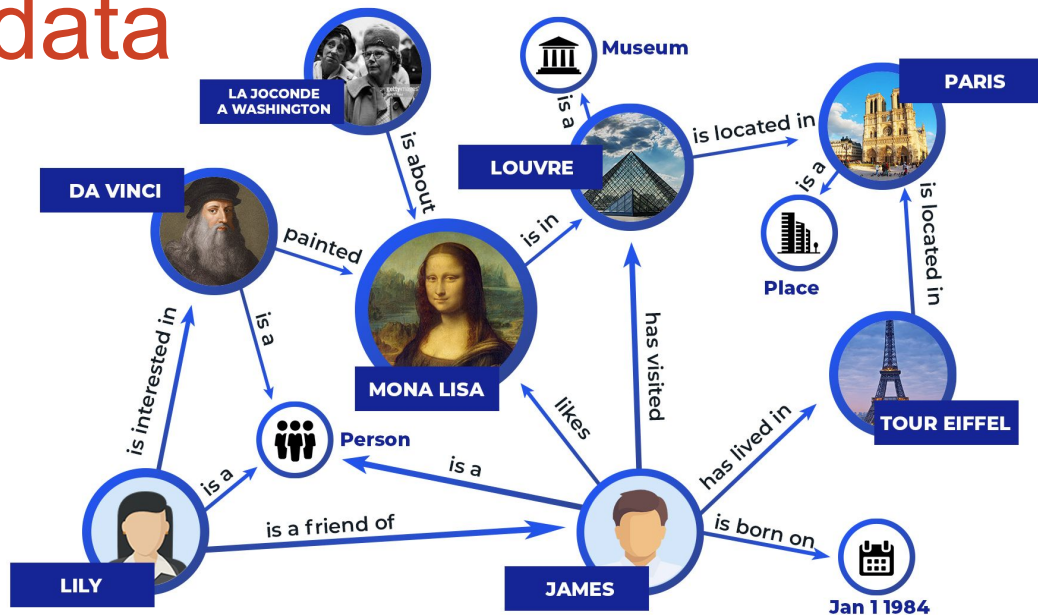 data
LA JOCONDE
A WASHINGTON
Museum
is a
is located in
PARIS
LOUVRE
is about
DA VINCI
painted
is in
is a
Place
is located in
is interested in
is a
MONA LISA
has visited
likes
TOUR EIFFEL
has lived in
Person
is a
is a
is a friend of
is born on
LILY
JAMES
Jan 1 1984